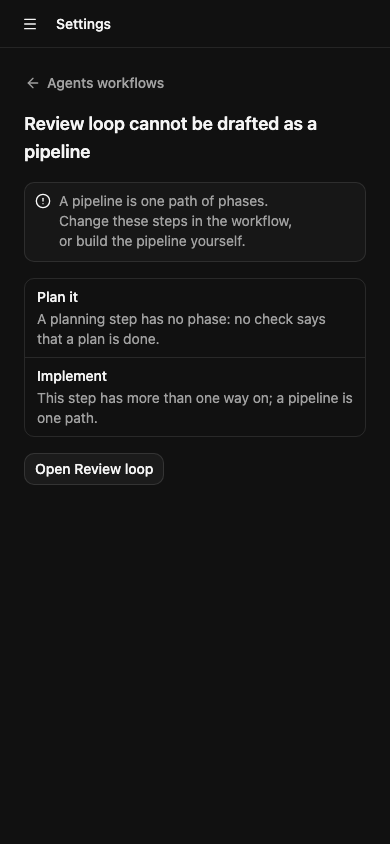 Settings
Agents workflows
Review loop cannot be drafted as a
pipeline
A pipeline is one path of phases.
Change these steps in the workflow,
or build the pipeline yourself.
Plan it
A planning step has no phase: no check says
that a plan is done.
Implement
This step has more than one way on; a pipeline is
one path.
Open Review loop